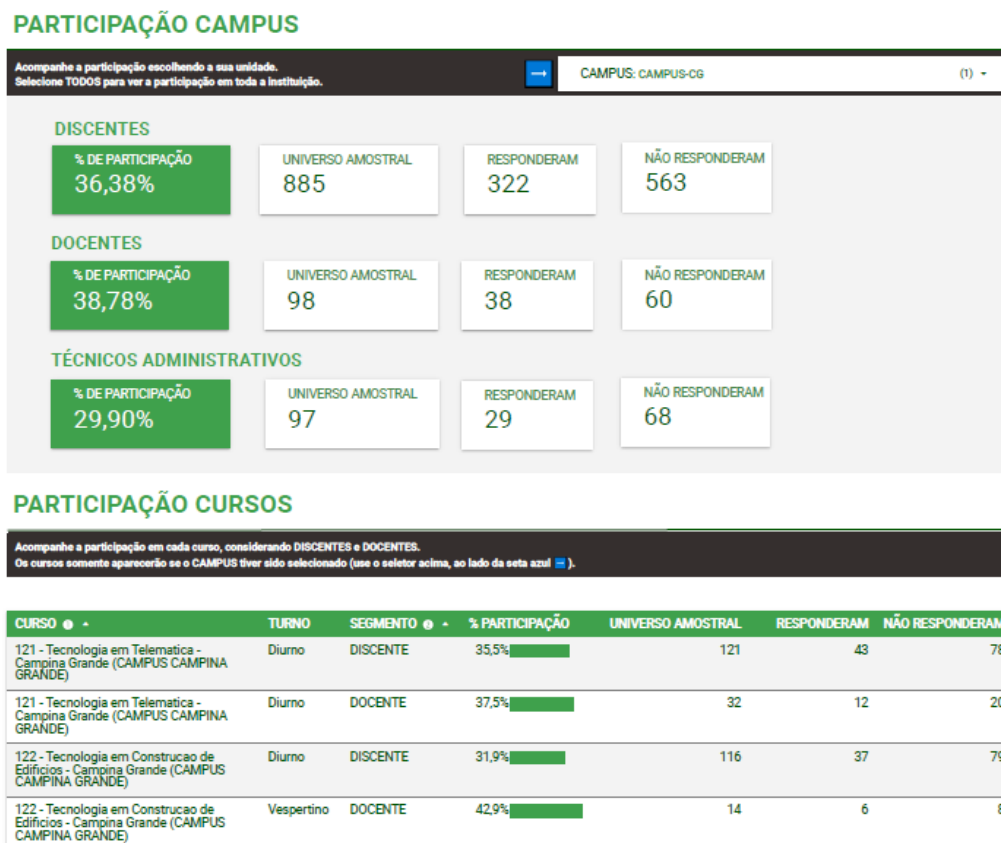 PARTICIPAÇÃO CAMPUS
Acompanhe a participação escolhendo a sua unidade.
Selecione TODOS para ver a participação em toda a instituição.
→ CAMPUS: CAMPUS-CG (1)
DISCENTES
% DE PARTICIPAÇÃO UNIVERSO AMOSTRAL RESPONDERAM NÃO RESPONDERAM
36,38% 885 322 563
DOCENTES
% DE PARTICIPAÇÃO UNIVERSO AMOSTRAL RESPONDERAM NÃO RESPONDERAM
38,78% 98 38 60
TÉCNICOS ADMINISTRATIVOS
% DE PARTICIPAÇÃO UNIVERSO AMOSTRAL RESPONDERAM NÃO RESPONDERAM
29,90% 97 29 68
PARTICIPAÇÃO CURSOS
Acompanhe a participação em cada curso, considerando DISCENTES e DOCENTES.
Os cursos somente aparecerão se o CAMPUS tiver sido selecionado (use o seletor acima, ao lado da seta azul → ).
CURSO TURNO SEGMENTO % PARTICIPAÇÃO UNIVERSO AMOSTRAL RESPONDERAM NÃO RESPONDERAM
121 - Tecnologia em Telematica - Diurno DISCENTE 35,5% 121 43 78
Campina Grande (CAMPUS CAMPINA
GRANDE)
121 - Tecnologia em Telematica - Diurno DOCENTE 37,5% 32 12 20
Campina Grande (CAMPUS CAMPINA
GRANDE)
122 - Tecnologia em Construcao de Diurno DISCENTE 31,9% 116 37 79
Edificios - Campina Grande (CAMPUS
CAMPINA GRANDE)
122 - Tecnologia em Construcao de Vespertino DOCENTE 42,9% 14 6 8
Edificios - Campina Grande (CAMPUS
CAMPINA GRANDE)